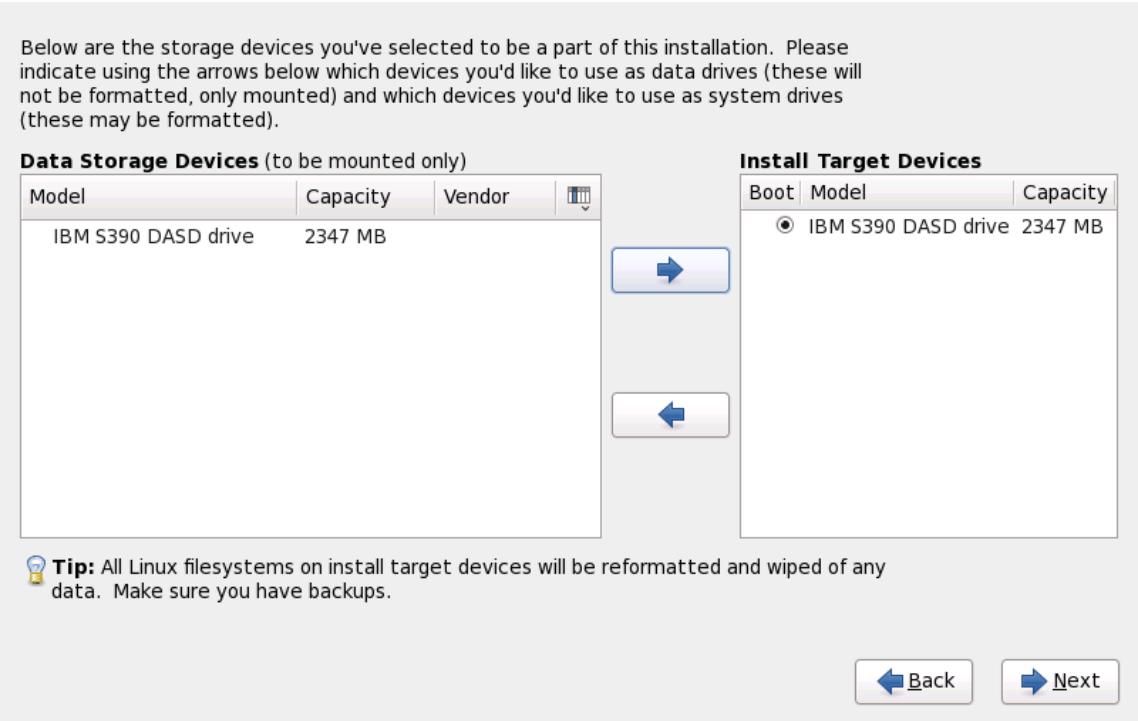 Below are the storage devices you've selected to be a part of this installation.  Please
indicate using the arrows below which devices you'd like to use as data drives (these will
not be formatted, only mounted) and which devices you'd like to use as system drives
(these may be formatted).
Data Storage Devices (to be mounted only)
Model Capacity Vendor
IBM S390 DASD drive 2347 MB
Install Target Devices
Boot Model Capacity
IBM S390 DASD drive 2347 MB
Tip: All Linux filesystems on install target devices will be reformatted and wiped of any
data.  Make sure you have backups.
Back Next